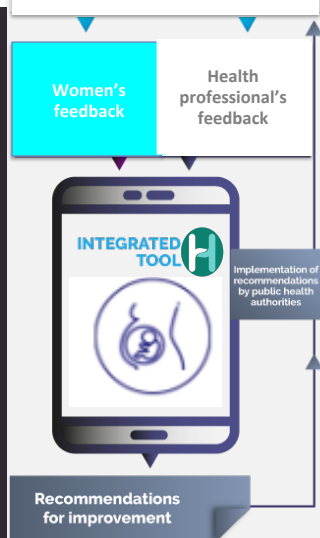 Women's
feedback
Health
professional's
feedback
INTEGRATED
TOOL
Implementation of
recommendations
by public health
authorities
Recommendations
for improvement